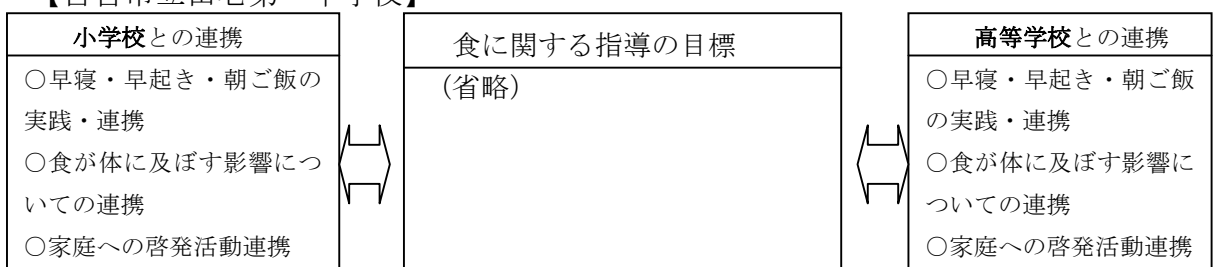 小学校との連携
○早寝・早起き・朝ご飯の
実践・連携
○食が体に及ぼす影響につ
いての連携
○家庭への啓発活動連携
食に関する指導の目標
(省略)
高等学校との連携
○早寝・早起き・朝ご飯
の実践・連携
○食が体に及ぼす影響に
ついての連携
○家庭への啓発活動連携